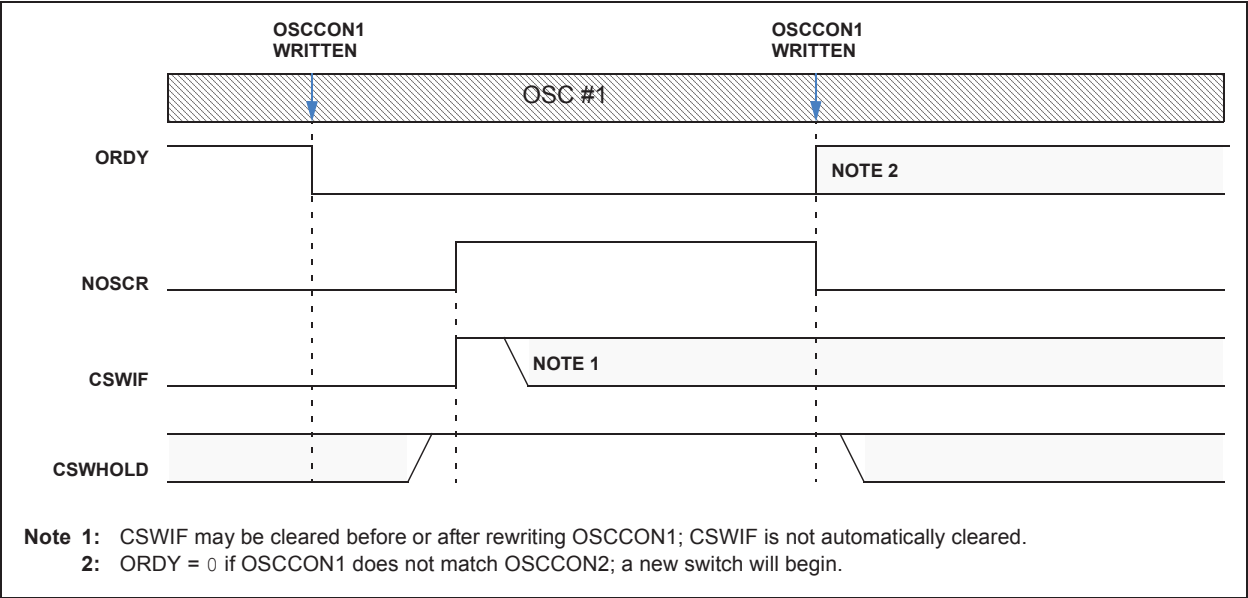 OSCCON1
WRITTEN
OSCCON1
WRITTEN
OSC #1
ORDY
NOTE 2
NOSCR
CSWIF
NOTE 1
CSWHOLD
Note 1: CSWIF may be cleared before or after rewriting OSCCON1; CSWIF is not automatically cleared.
2: ORDY = 0 if OSCCON1 does not match OSCCON2; a new switch will begin.